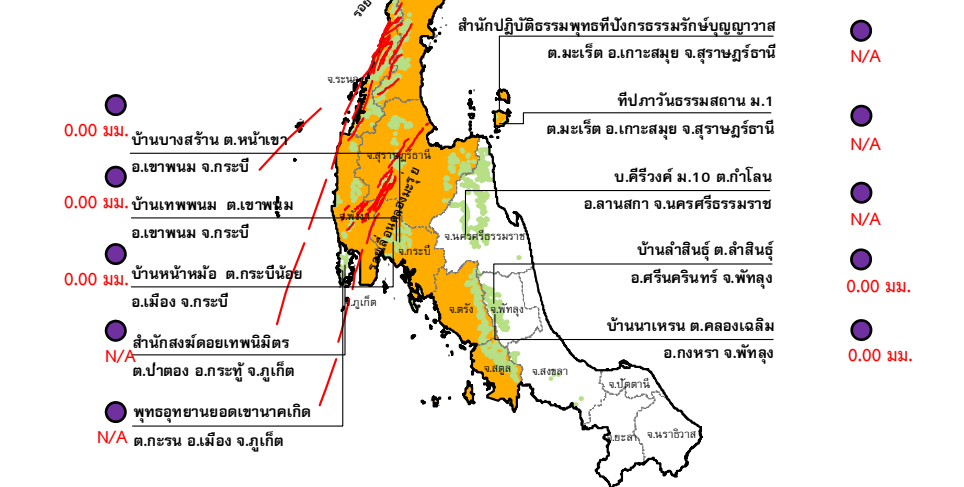 สำนักปฏิบัติธรรมพุทธทีปังกรธรรมรักษ์บุญญาวาส
ต.มะเร็ต อ.เกาะสมุย จ.สุราษฎร์ธานี
N/A
ทีปภาวันธรรมสถาน ม.1
ต.มะเร็ต อ.เกาะสมุย จ.สุราษฎร์ธานี
N/A
บ.คีรีวงค์ ม.10 ต.กำโลน
อ.ลานสกา จ.นครศรีธรรมราช
N/A
บ้านลำสินธุ์ ต.ลำสินธุ์
อ.ศรีนครินทร์ จ.พัทลุง
0.00 มม.
บ้านนาเหรน ต.คลองเฉลิม
อ.กงหรา จ.พัทลุง
0.00 มม.
0.00 มม.
บ้านบางสร้าน ต.หน้าเขา
อ.เขาพนม จ.กระบี่
0.00 มม.
บ้านเทพพนม ต.เขาพนม
อ.เขาพนม จ.กระบี่
0.00 มม.
บ้านหน้าหมัอ ต.กระบี่น้อย
อ.เมือง จ.กระบี่
N/A
สำนักสงฆ์ดอยเทพนิมิตร
ต.ปาตอง อ.กระทู้ จ.ภูเก็ต
N/A
พุทธอุทยานยอดเขานาคเกิด
ต.กะรน อ.เมือง จ.ภูเก็ต
รอย
จ.ระนอง
จ.สุราษฎร์ธานี
รอยเลื่อนคลองมะรุ่ย
จ.พังงา
จ.กระบี่
จ.นครศรีธรรมราช
จ.ภูเก็ต
จ.ตรัง
จ.พัทลุง
จ.สตูล
จ.สงขลา
จ.ปัตตานี
จ.ยะลา
จ.นราธิวาส